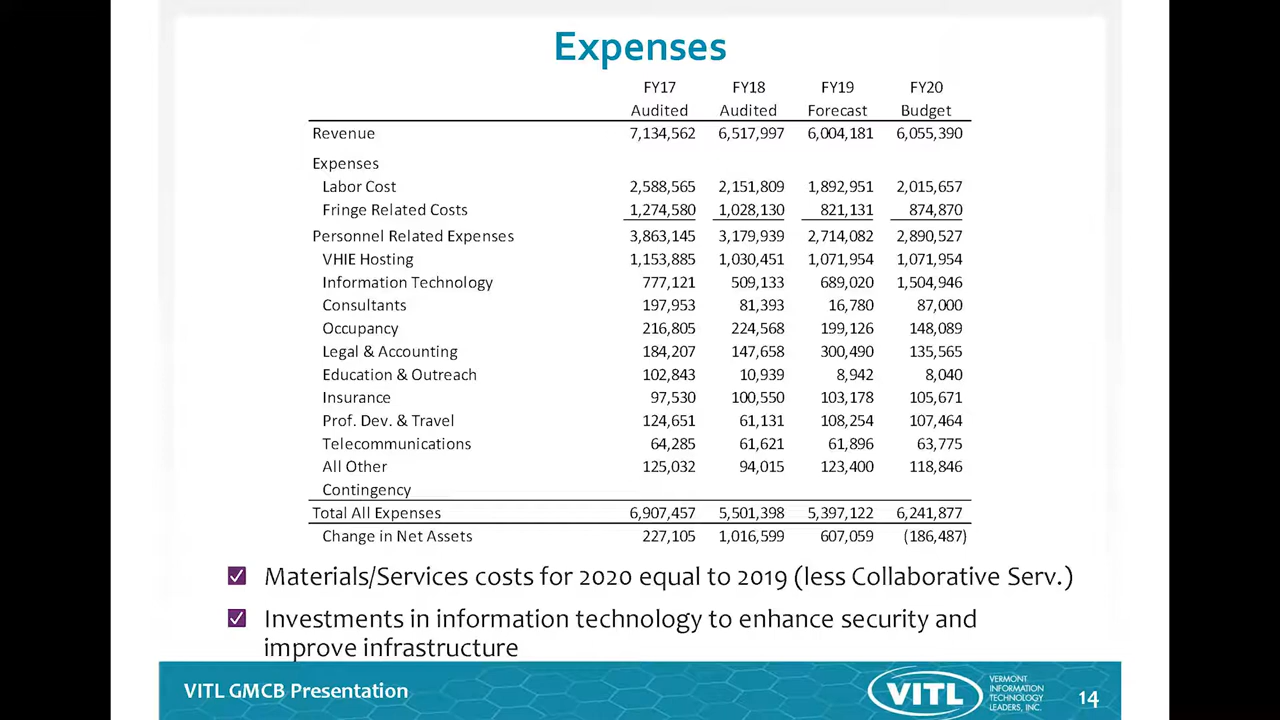 Expenses
FY17 FY18 FY19 FY20
Audited Audited Forecast Budget
Revenue 7,134,562 6,517,997 6,004,181 6,055,390
Expenses
Labor Cost 2,588,565 2,151,809 1,892,951 2,015,657
Fringe Related Costs 1,274,580 1,028,130 821,131 874,870
Personnel Related Expenses 3,863,145 3,179,939 2,714,082 2,890,527
VHIE Hosting 1,153,885 1,030,451 1,071,954 1,071,954
Information Technology 777,121 509,133 689,020 1,504,946
Consultants 197,953 81,393 16,780 87,000
Occupancy 216,805 224,568 199,126 148,089
Legal & Accounting 184,207 147,658 300,490 135,565
Education & Outreach 102,843 10,939 8,942 8,040
Insurance 97,530 100,550 103,178 105,671
Prof. Dev. & Travel 124,651 61,131 108,254 107,464
Telecommunications 64,285 61,621 61,896 63,775
All Other 125,032 94,015 123,400 118,846
Contingency
Total All Expenses 6,907,457 5,501,398 5,397,122 6,241,877
Change in Net Assets 227,105 1,016,599 607,059 (186,487)
Materials/Services costs for 2020 equal to 2019 (less Collaborative Serv.)
Investments in information technology to enhance security and
improve infrastructure
VITL GMCB Presentation
VITL
VERMONT
INFORMATION
TECHNOLOGY
LEADERS, INC.
14